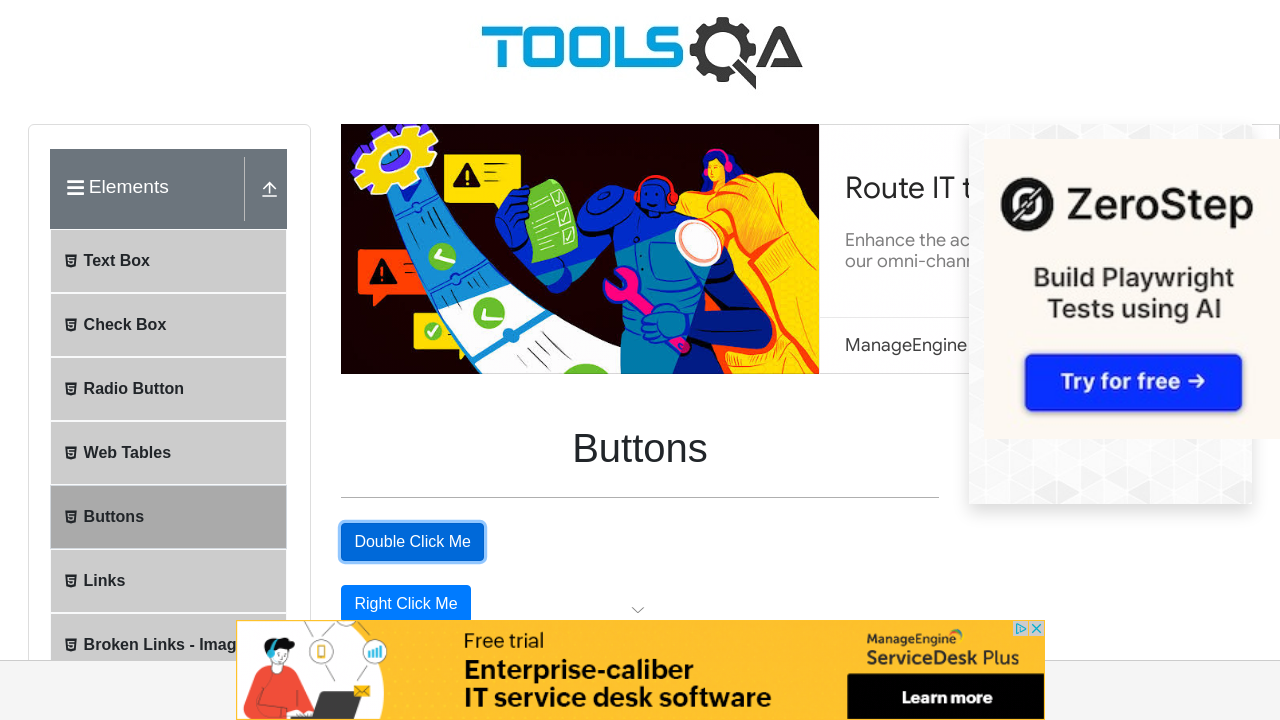 TOOLSQA
Elements
Text Box
Check Box
Radio Button
Web Tables
Buttons
Links
Broken Links - Imag
Route IT t
Enhance the ac
our omni-chann
ManageEngine
ZeroStep
Build Playwright
Tests using AI
Try for free →
Buttons
Double Click Me
Right Click Me
Free trial
Enterprise-caliber
IT service desk software
ManageEngine
ServiceDesk Plus
Learn more